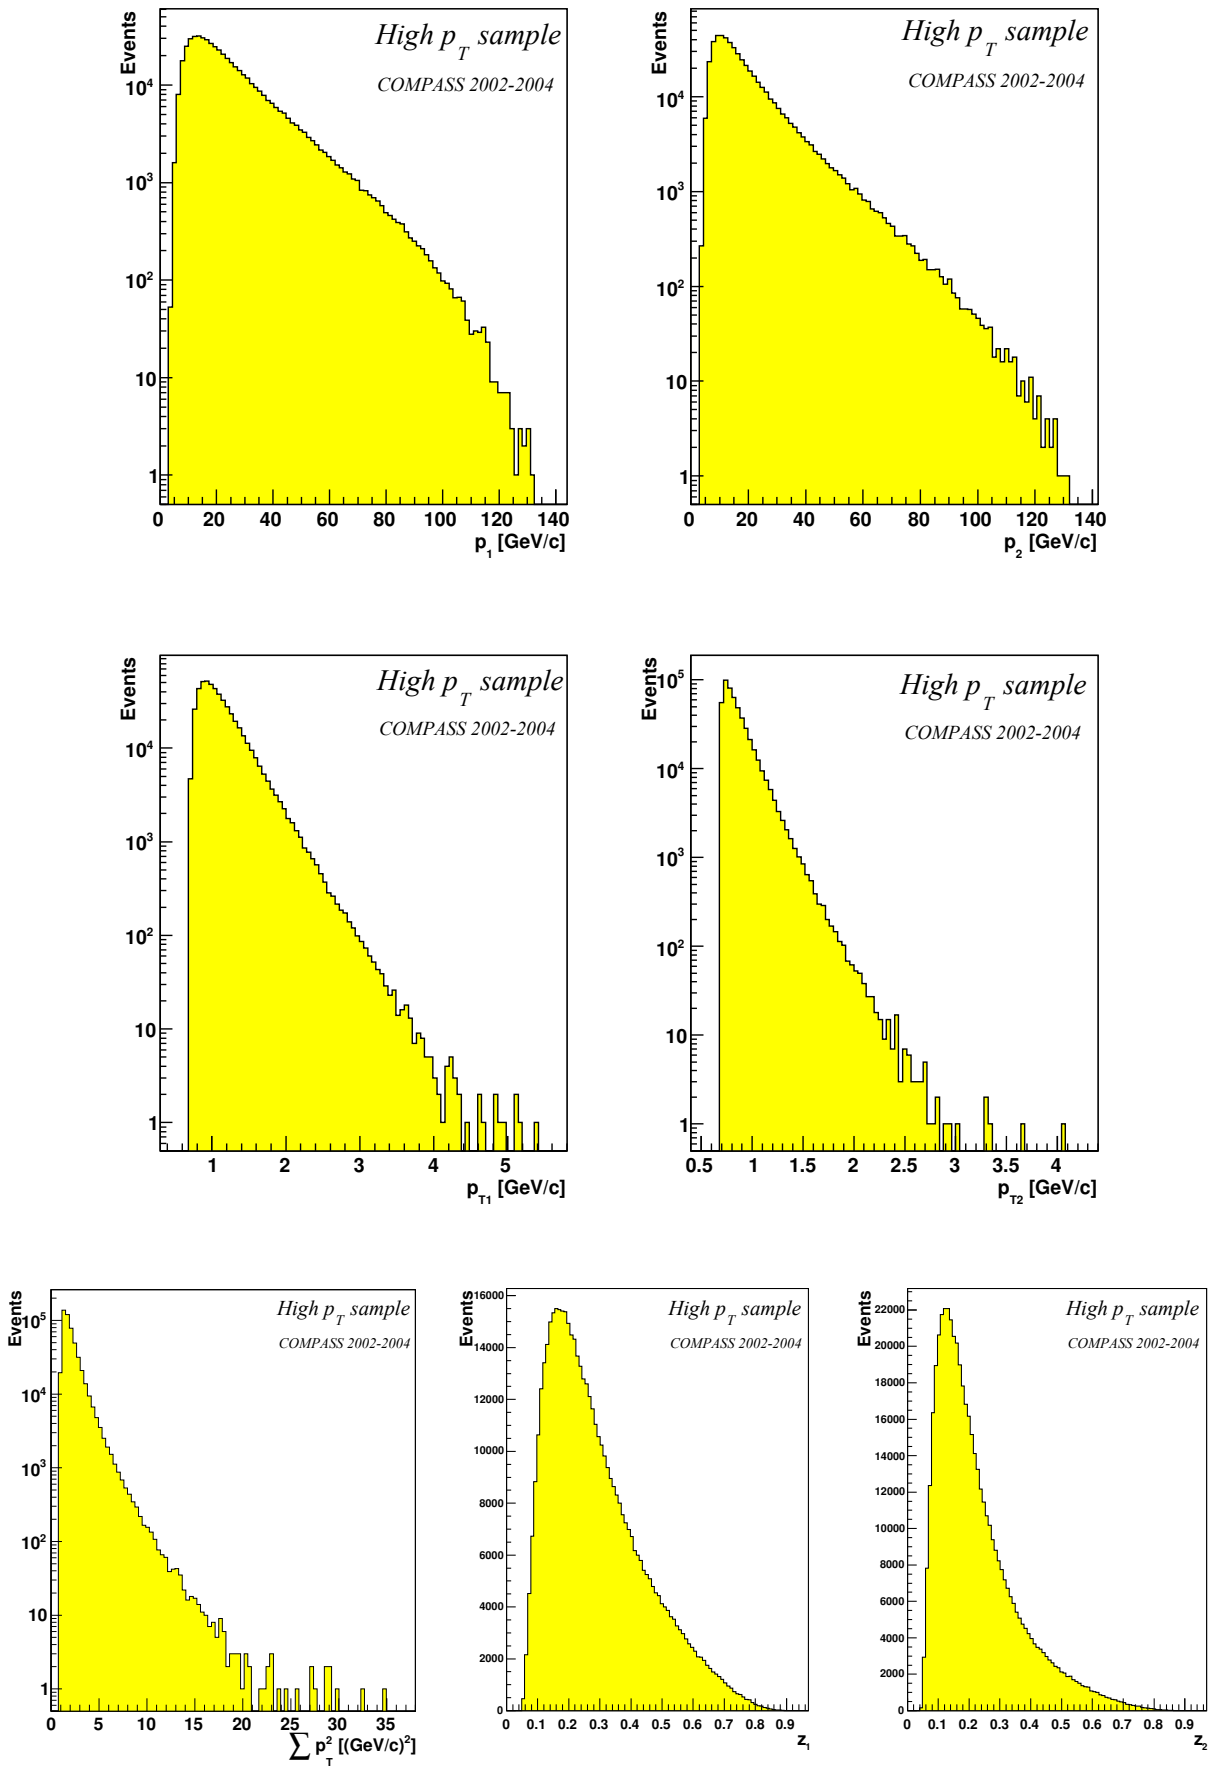 Events
High p_T sample
COMPASS 2002-2004
10^4
10^3
10^2
10
1
0 20 40 60 80 100 120 140
p_1 [GeV/c]
Events
High p_T sample
COMPASS 2002-2004
10^4
10^3
10^2
10
1
0 20 40 60 80 100 120 140
p_2 [GeV/c]
Events
High p_T sample
COMPASS 2002-2004
10^4
10^3
10^2
10
1
1 2 3 4 5
p_T1 [GeV/c]
Events
High p_T sample
COMPASS 2002-2004
10^5
10^4
10^3
10^2
10
1
0.5 1 1.5 2 2.5 3 3.5 4
p_T2 [GeV/c]
Events
High p_T sample
COMPASS 2002-2004
10^5
10^4
10^3
10^2
10
1
0 5 10 15 20 25 30 35
∑ p_T^2 [(GeV/c)^2]
Events
High p_T sample
COMPASS 2002-2004
16000
14000
12000
10000
8000
6000
4000
2000
0
0 0.1 0.2 0.3 0.4 0.5 0.6 0.7 0.8 0.9
z_1
Events
High p_T sample
COMPASS 2002-2004
22000
20000
18000
16000
14000
12000
10000
8000
6000
4000
2000
0
0 0.1 0.2 0.3 0.4 0.5 0.6 0.7 0.8 0.9
z_2